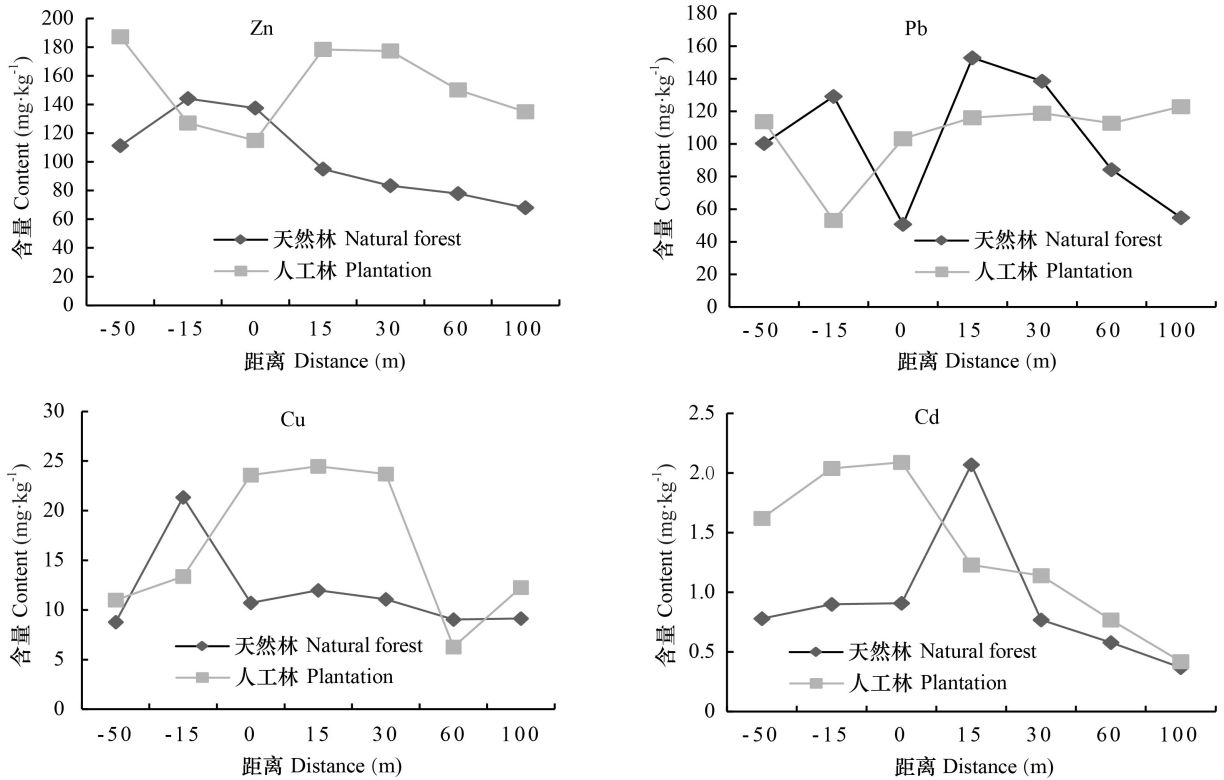 Zn
含量 Content (mg·kg⁻¹)
200
180
160
140
120
100
80
60
40
20
0
天然林 Natural forest
人工林 Plantation
-50 -15 0 15 30 60 100
距离 Distance (m)
Pb
含量 Content (mg·kg⁻¹)
180
160
140
120
100
80
60
40
20
0
天然林 Natural forest
人工林 Plantation
-50 -15 0 15 30 60 100
距离 Distance (m)
Cu
含量 Content (mg·kg⁻¹)
30
25
20
15
10
5
0
天然林 Natural forest
人工林 Plantation
-50 -15 0 15 30 60 100
距离 Distance (m)
Cd
含量 Content (mg·kg⁻¹)
2.5
2.0
1.5
1.0
0.5
0
天然林 Natural forest
人工林 Plantation
-50 -15 0 15 30 60 100
距离 Distance (m)